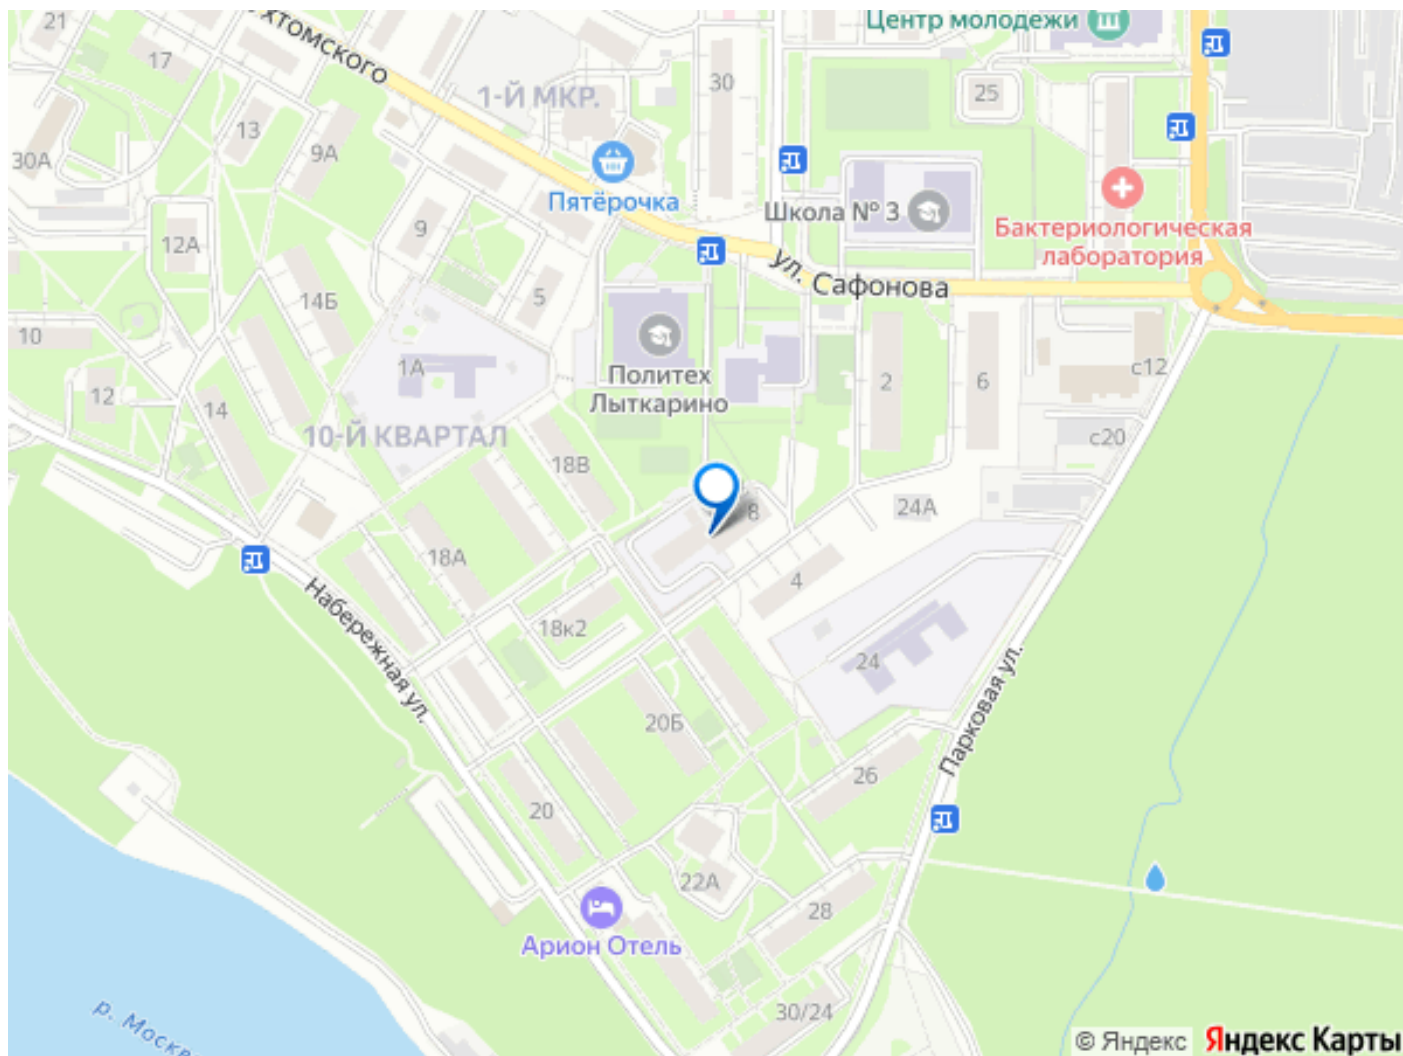 Центр молодежи
21
17
ХТОМСКОГО
1-Й МКР.
30
25
13
9А
30А
Пятёрочка
Школа № 3
Бактериологическая
лаборатория
12А
9
ул. Сафонова
14Б
5
10
1А
Политех
Лыткарино
2
6
с12
12
14
10-Й КВАРТАЛ
с20
18В
8
24А
18А
4
Набережная ул.
18к2
24
Парковая ул.
20Б
26
20
22А
28
Арион Отель
30/24
р. Москв
© Яндекс Яндекс Карты